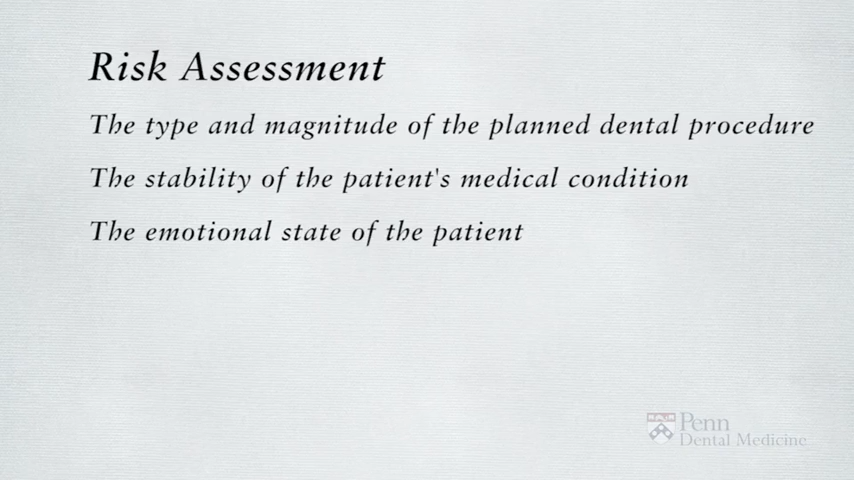 Risk Assessment
The type and magnitude of the planned dental procedure
The stability of the patient's medical condition
The emotional state of the patient
Penn
Dental Medicine